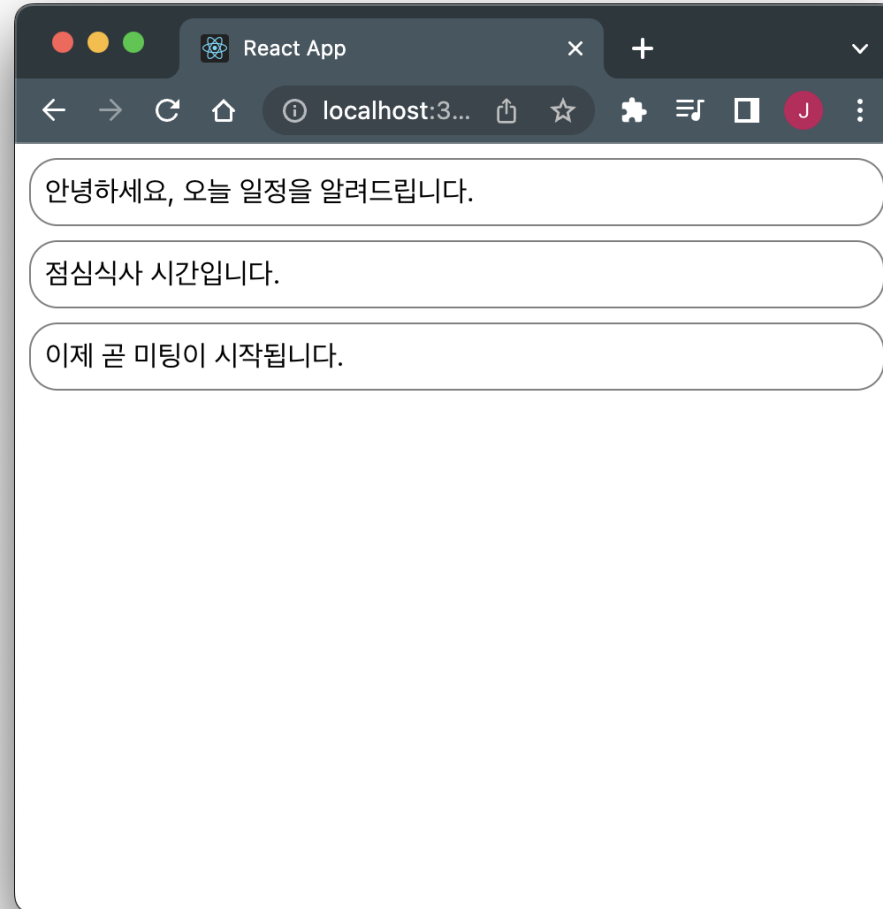 React App
localhost:3...
J
안녕하세요, 오늘 일정을 알려드립니다.
점심식사 시간입니다.
이제 곧 미팅이 시작됩니다.